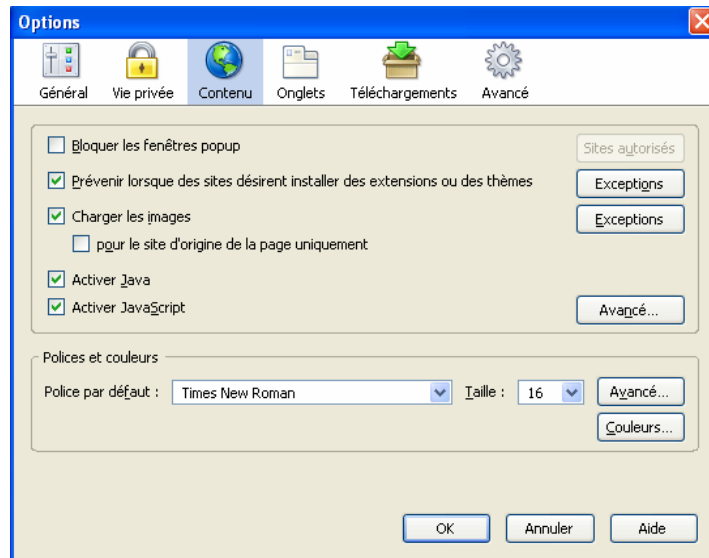 Options
Général Vie privée Contenu Onglets Téléchargements Avancé
Bloquer les fenêtres popup Sites autorisés
Prévenir lorsque des sites désirent installer des extensions ou des thèmes Exceptions
Charger les images Exceptions
pour le site d'origine de la page uniquement
Activer Java
Activer JavaScript Avancé...
Polices et couleurs
Police par défaut : Times New Roman Taille : 16 Avancé...
Couleurs...
OK Annuler Aide